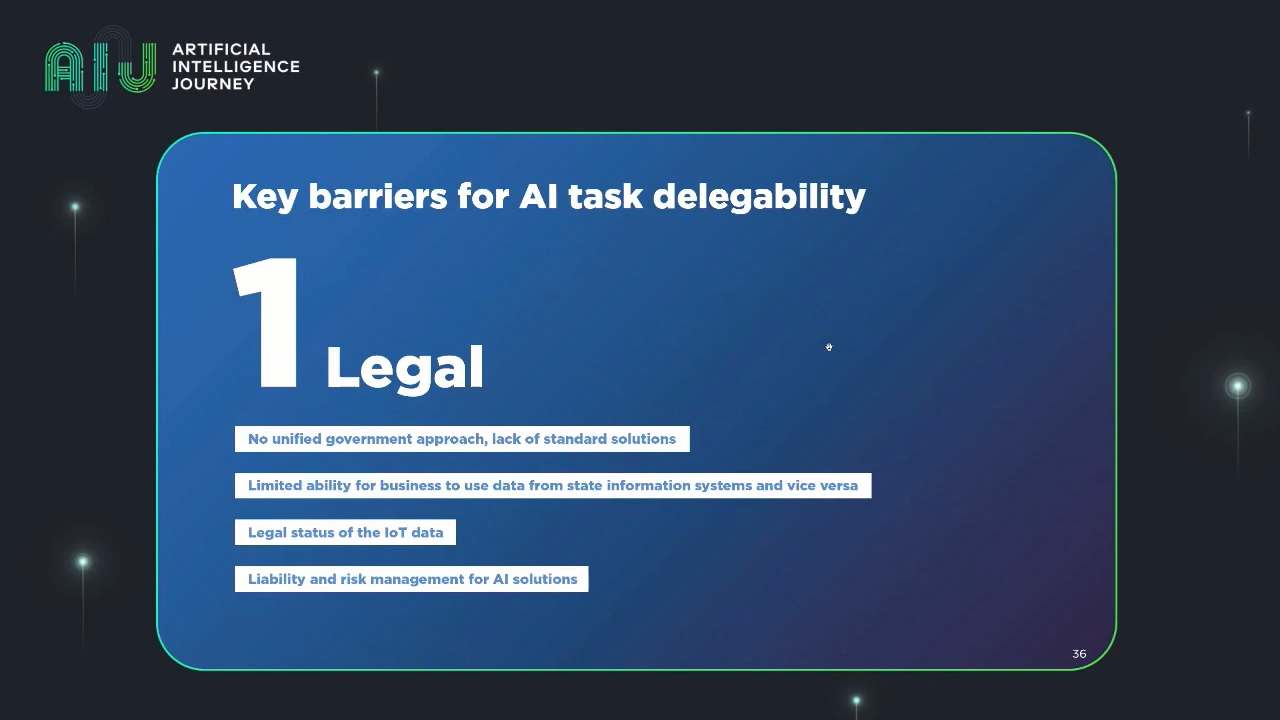 AIJ
ARTIFICIAL
INTELLIGENCE
JOURNEY
Key barriers for AI task delegability
1 Legal
No unified government approach, lack of standard solutions
Limited ability for business to use data from state information systems and vice versa
Legal status of the IoT data
Liability and risk management for AI solutions
36